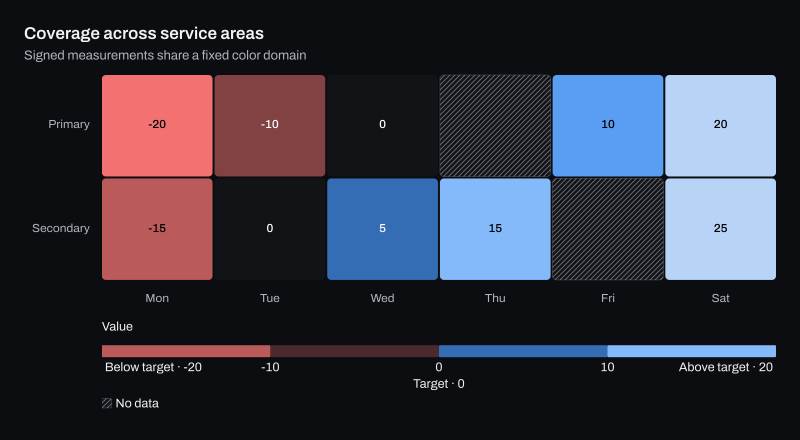 Coverage across service areas
Signed measurements share a fixed color domain
Primary -20 -10 0 10 20
Secondary -15 0 5 15 25
Mon Tue Wed Thu Fri Sat
Value
Below target · -20 -10 0 10 Above target · 20
Target · 0
No data